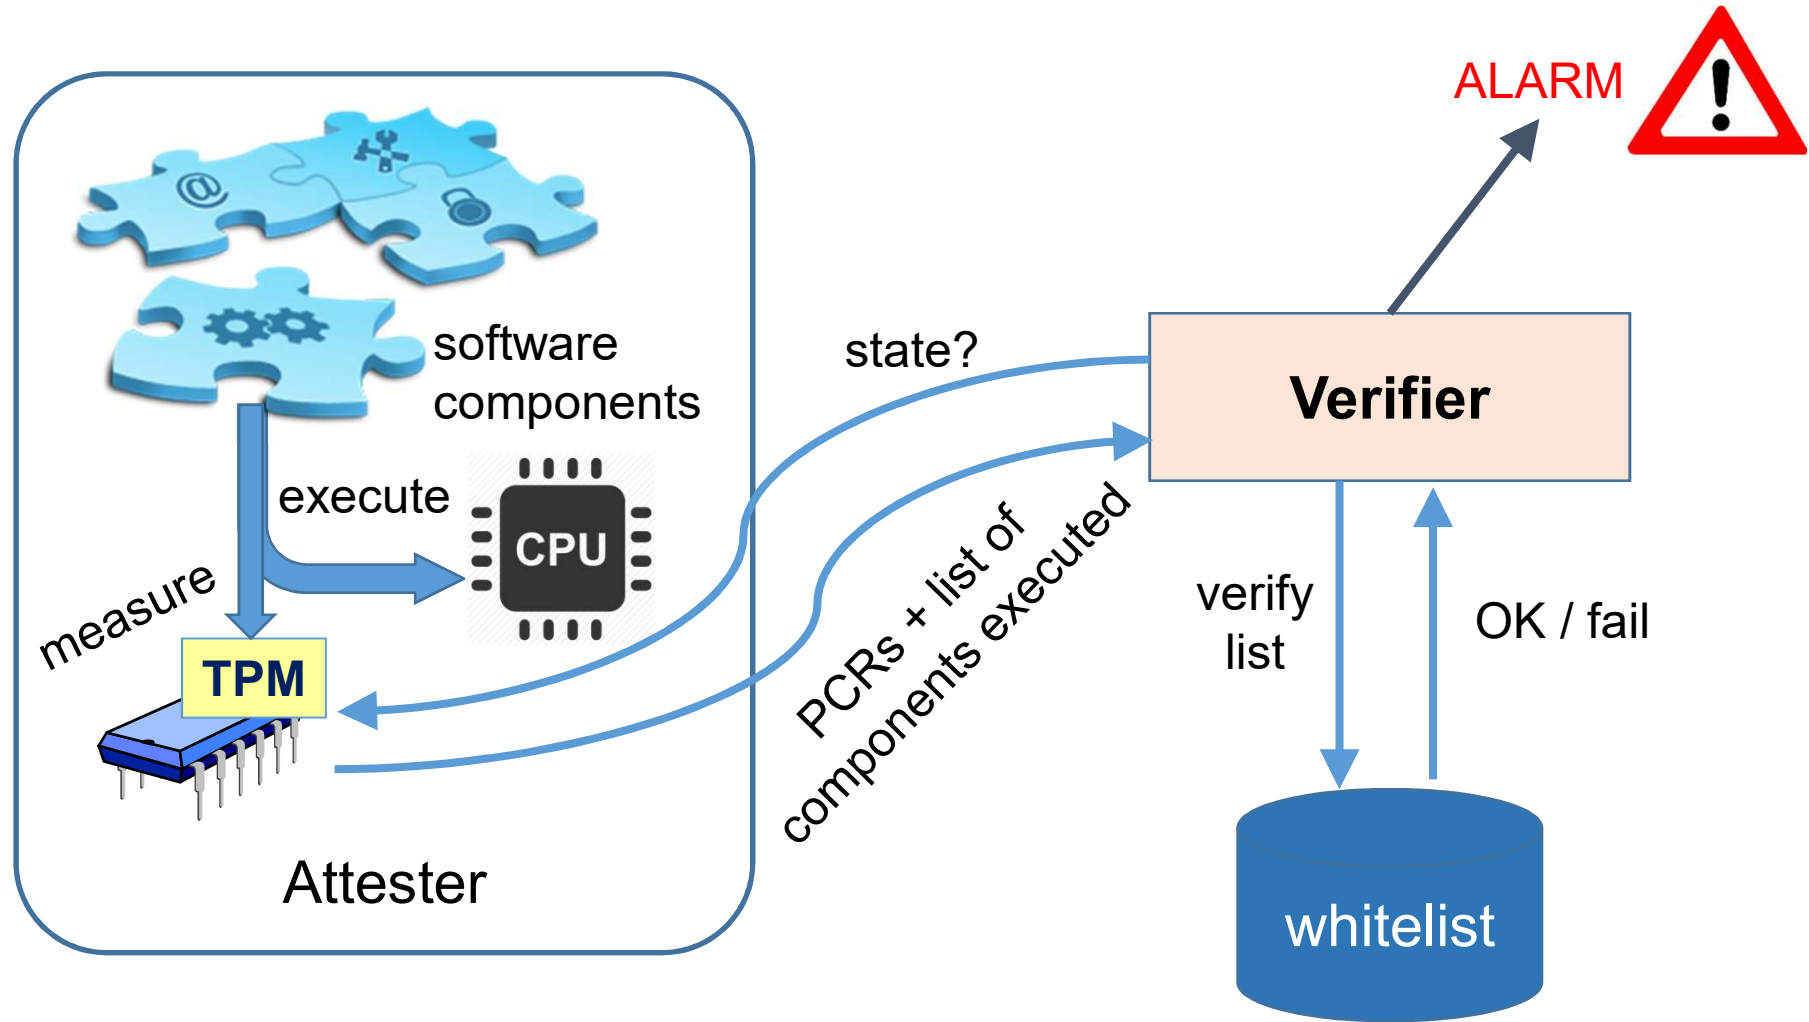 ALARM
@
software
components
state?
Verifier
execute
CPU
measure
TPM
PCRs + list of
components executed
verify
list
OK / fail
Attester
whitelist